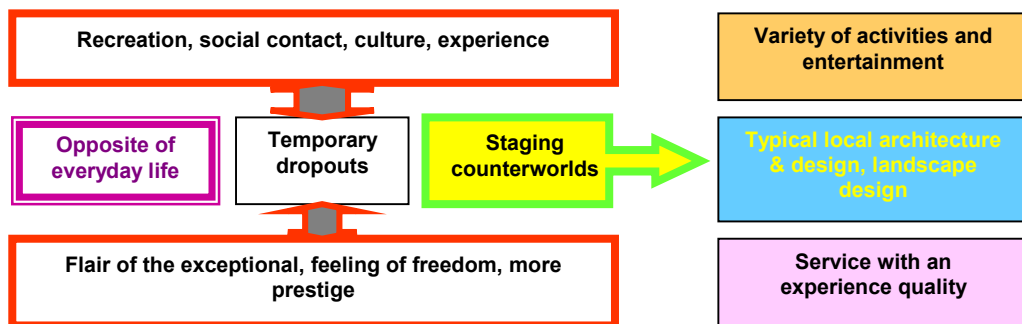 Recreation, social contact, culture, experience
Variety of activities and
entertainment
Opposite of
everyday life
Temporary
dropouts
Staging
counterworlds
Typical local architecture
& design, landscape
design
Flair of the exceptional, feeling of freedom, more
prestige
Service with an
experience quality